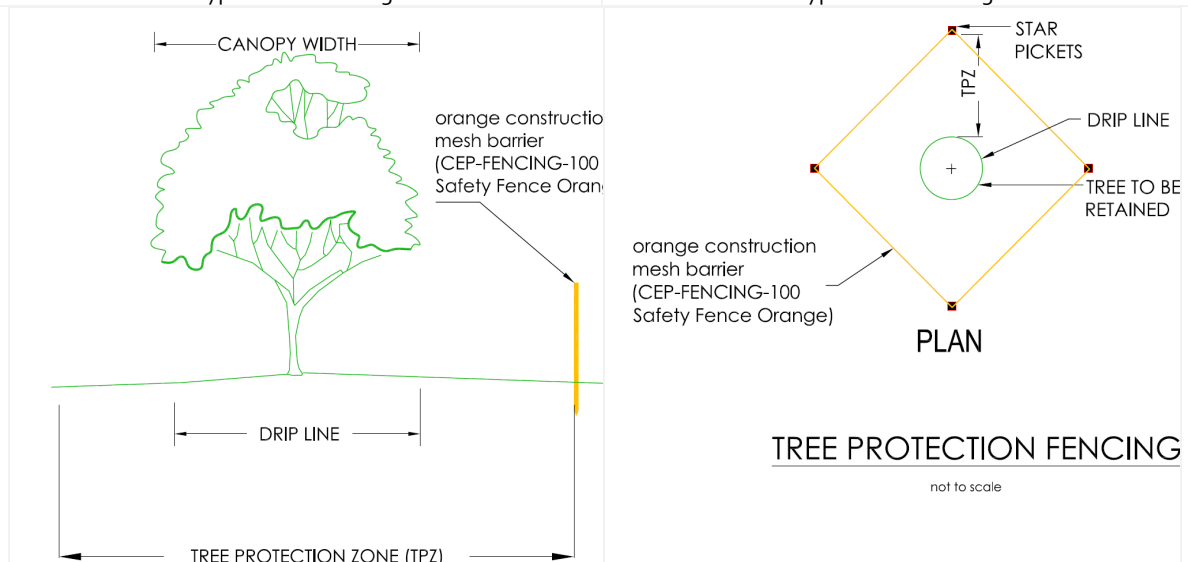 CANOPY WIDTH
orange constructio
mesh barrier
(CEP-FENCING-100
Safety Fence Oran
DRIP LINE
TREE PROTECTION ZONE (TPZ)
STAR
PICKETS
TPZ
DRIP LINE
TREE TO BE
RETAINED
orange construction
mesh barrier
(CEP-FENCING-100
Safety Fence Orange)
PLAN
TREE PROTECTION FENCING
not to scale